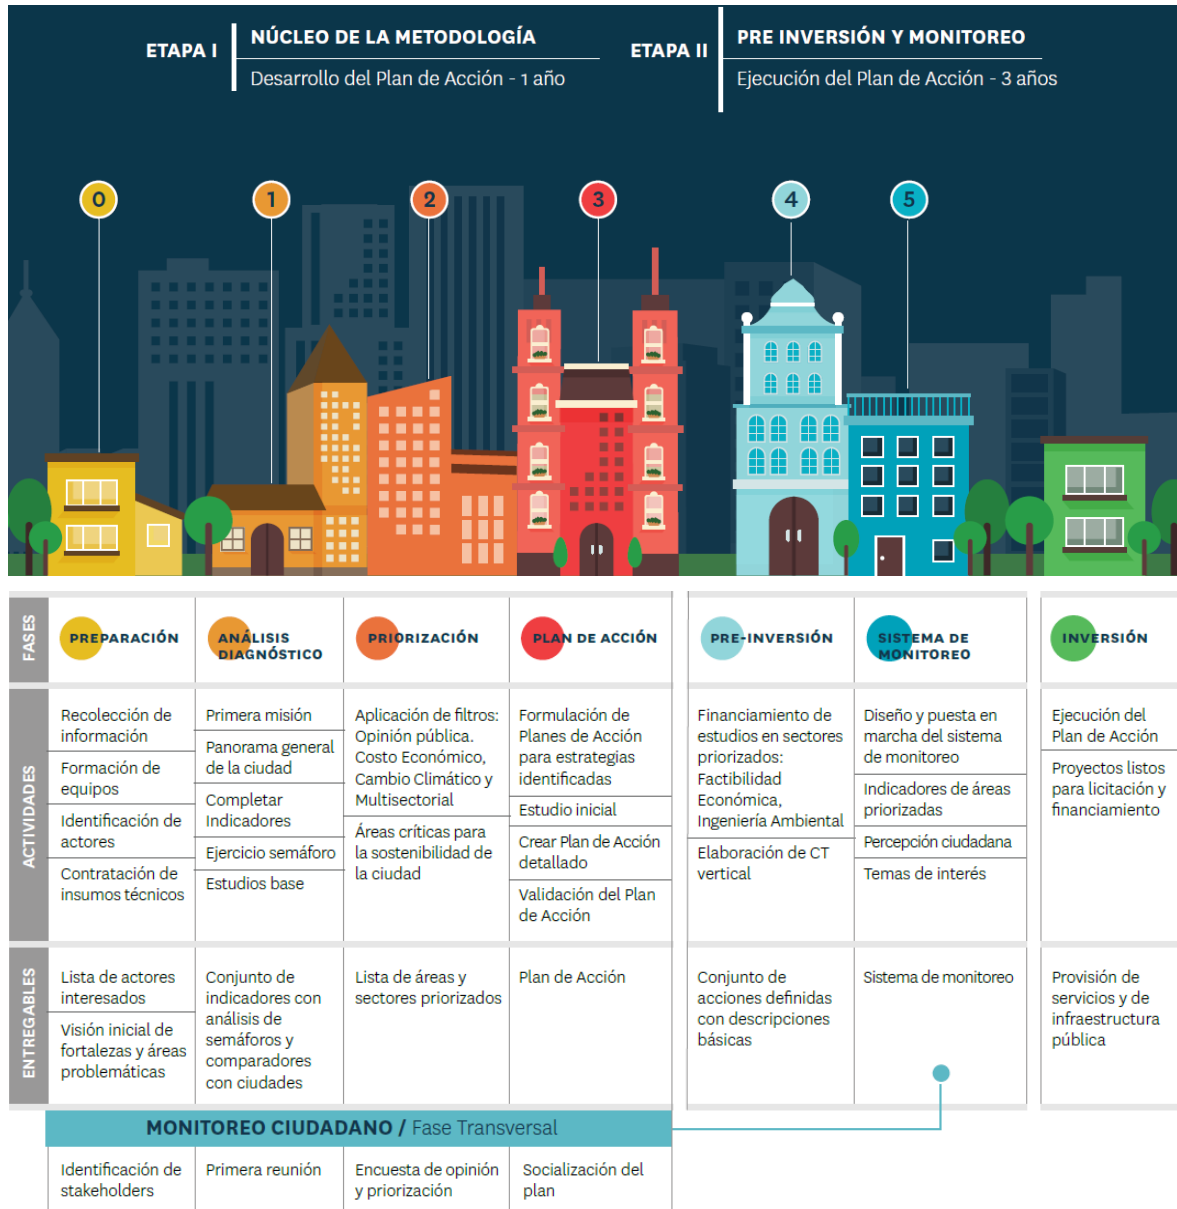 ETAPA I
NÚCLEO DE LA METODOLOGÍA
Desarrollo del Plan de Acción - 1 año
ETAPA II
PRE INVERSIÓN Y MONITOREO
Ejecución del Plan de Acción - 3 años
0
1
2
3
4
5
FASES
PREPARACIÓN
ANÁLISIS
DIAGNÓSTICO
PRIORIZACIÓN
PLAN DE ACCIÓN
PRE-INVERSIÓN
SISTEMA DE
MONITOREO
INVERSIÓN
ACTIVIDADES
Recolección de
información
Formación de
equipos
Identificación de
actores
Contratación de
insumos técnicos
Primera misión
Panorama general
de la ciudad
Completar
Indicadores
Ejercicio semáforo
Estudios base
Aplicación de filtros:
Opinión pública.
Costo Económico,
Cambio Climático y
Multisectorial
Áreas críticas para
la sostenibilidad de
la ciudad
Formulación de
Planes de Acción
para estrategias
identificadas
Estudio inicial
Crear Plan de Acción
detallado
Validación del Plan
de Acción
Financiamiento de
estudios en sectores
priorizados:
Factibilidad
Económica,
Ingeniería Ambiental
Elaboración de CT
vertical
Diseño y puesta en
marcha del sistema
de monitoreo
Indicadores de áreas
priorizadas
Percepción ciudadana
Temas de interés
Ejecución del
Plan de Acción
Proyectos listos
para licitación y
financiamiento
ENTREGABLES
Lista de actores
interesados
Visión inicial de
fortalezas y áreas
problemáticas
Conjunto de
indicadores con
análisis de
semáforos y
comparadores
con ciudades
Lista de áreas y
sectores priorizados
Plan de Acción
Conjunto de
acciones definidas
con descripciones
básicas
Sistema de monitoreo
Provisión de
servicios y de
infraestructura
pública
MONITOREO CIUDADANO / Fase Transversal
Identificación de
stakeholders
Primera reunión
Encuesta de opinión
y priorización
Socialización del
plan